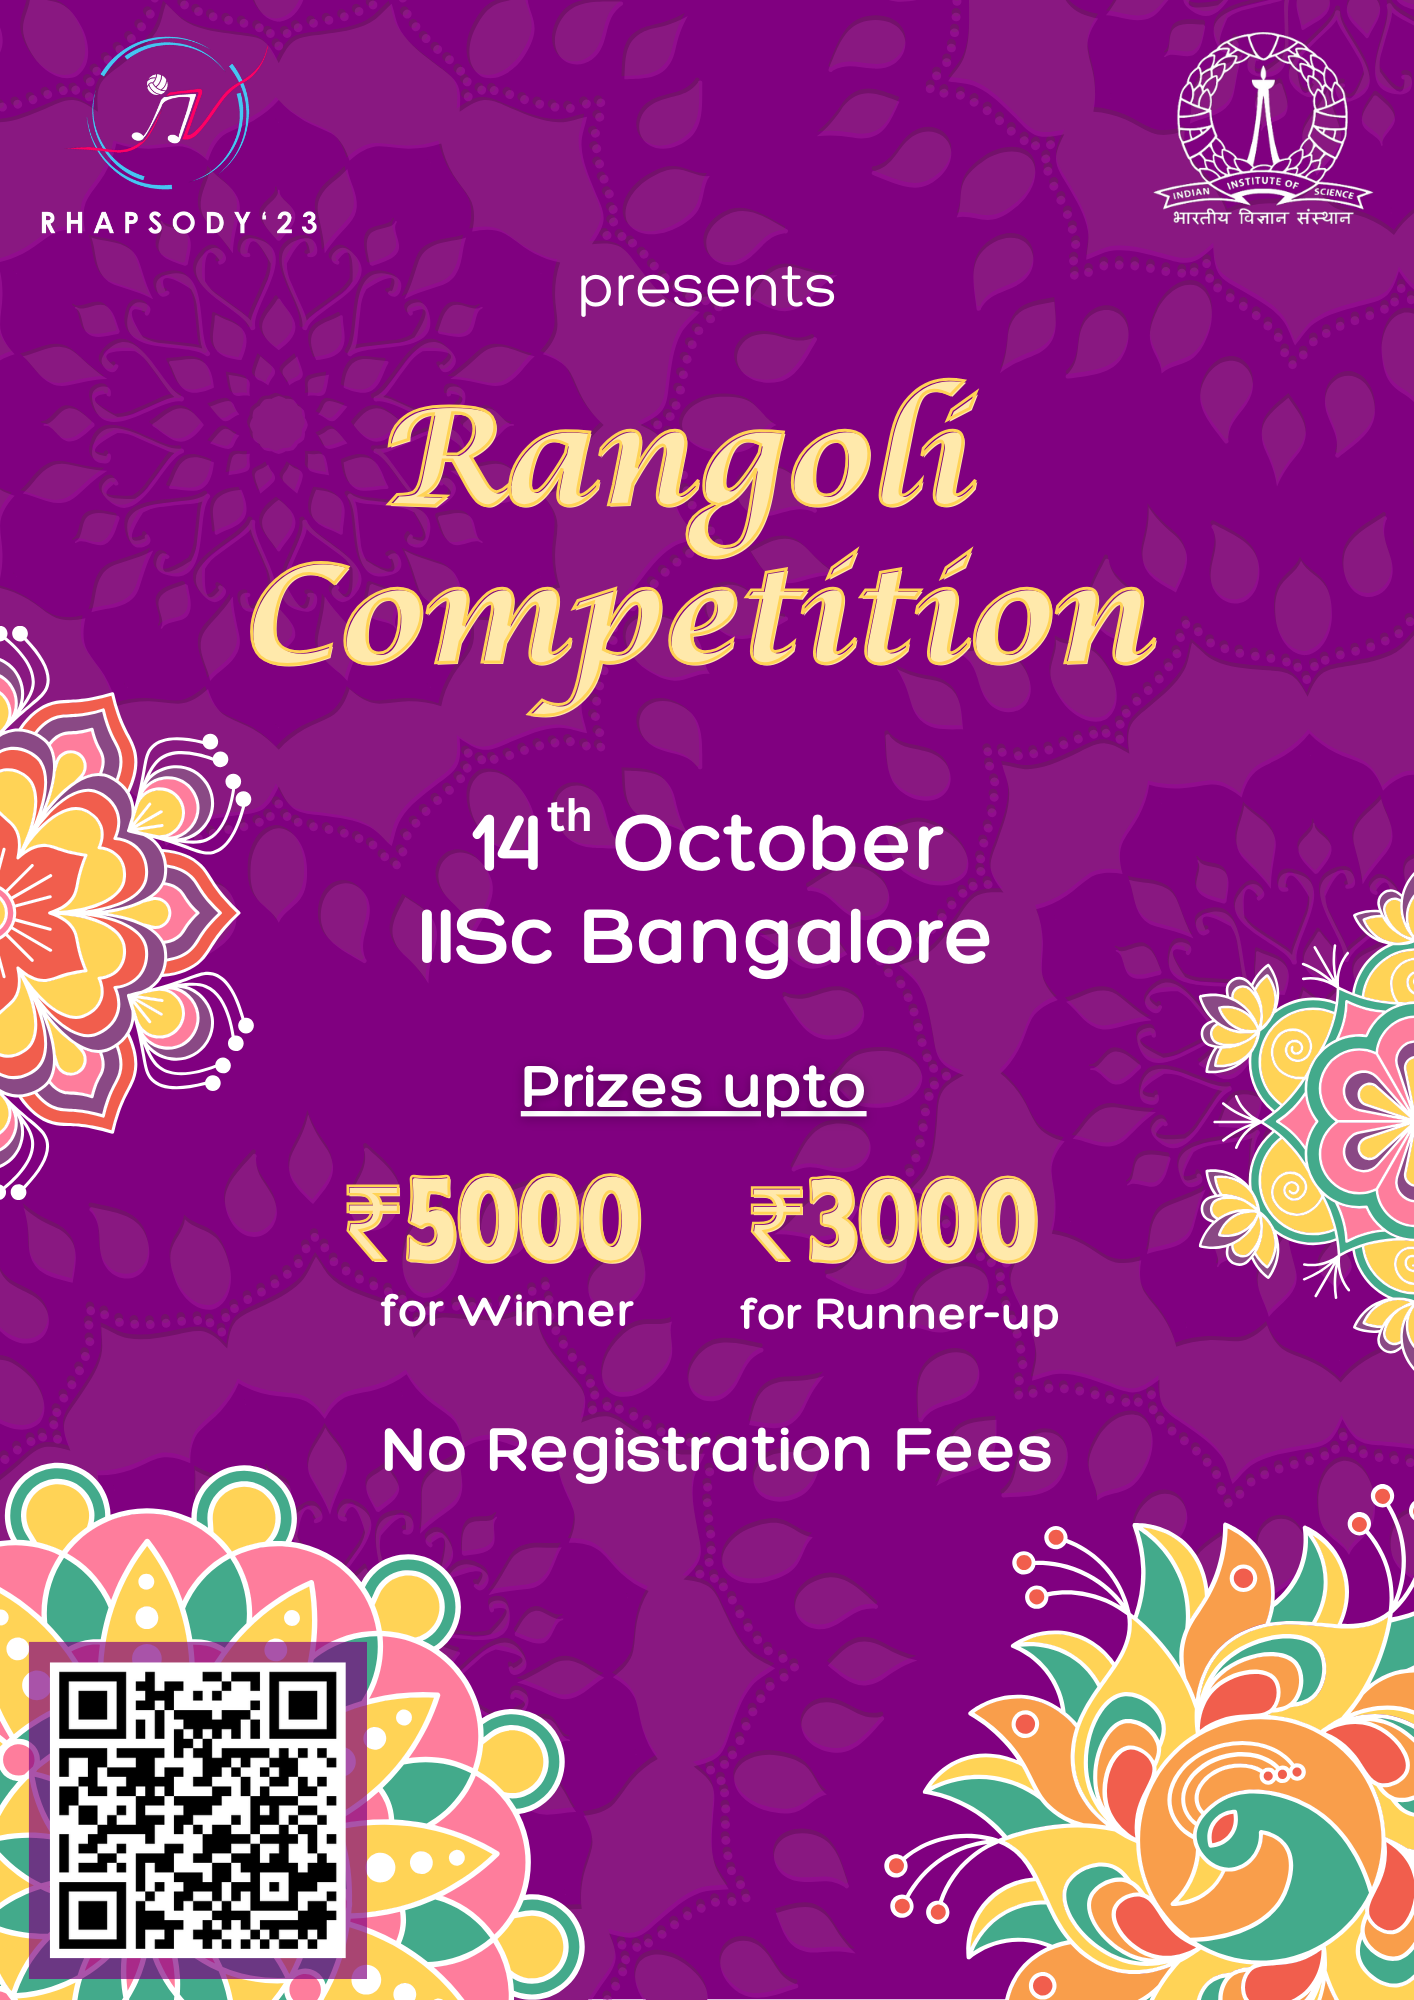 RHAPSODY‘23
INDIAN INSTITUTE OF SCIENCE
भारतीय विज्ञान संस्थान
presents
Rangoli
Competition
14th October
IISc Bangalore
Prizes upto
₹5000 ₹3000
for Winner for Runner-up
No Registration Fees